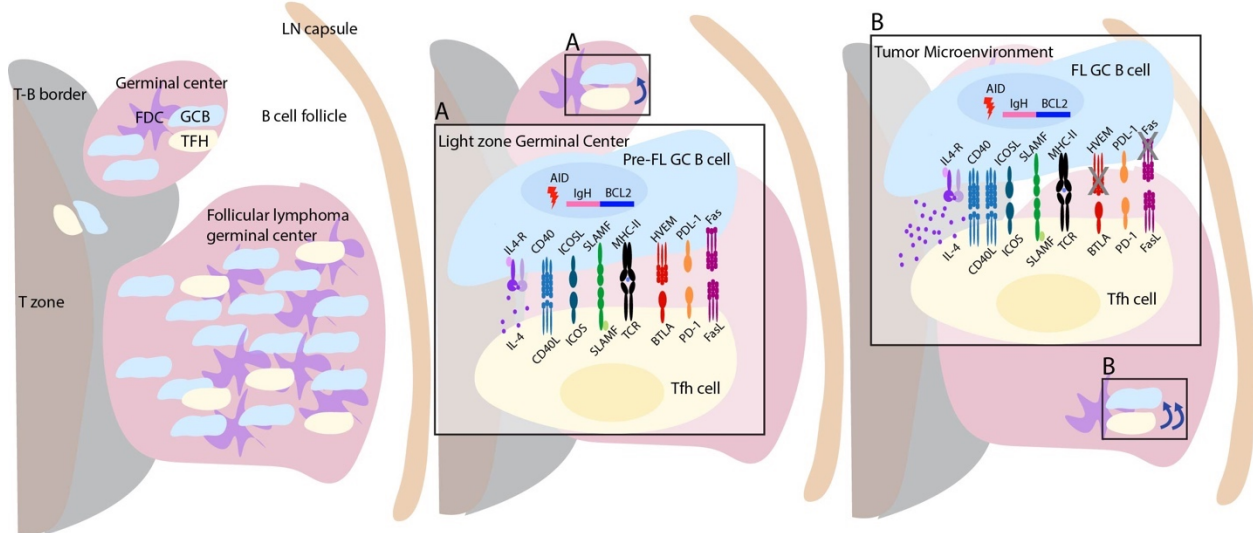 LN capsule
Germinal center
T-B border
FDC
GCB
TFH
B cell follicle
Follicular lymphoma
germinal center
T zone
A
A
Light zone Germinal Center
Pre-FL GC B cell
AID
IgH
BCL2
IL4-R
CD40
ICOSL
SLAMF
MHC-II
HVEM
PDL-1
Fas
IL-4
CD40L
ICOS
SLAMF
TCR
BTLA
PD-1
FasL
Tfh cell
B
Tumor Microenvironment
FL GC B cell
AID
IgH
BCL2
IL4-R
CD40
ICOSL
SLAMF
MHC-II
HVEM
PDL-1
Fas
IL-4
CD40L
ICOS
SLAMF
TCR
BTLA
PD-1
FasL
Tfh cell
B